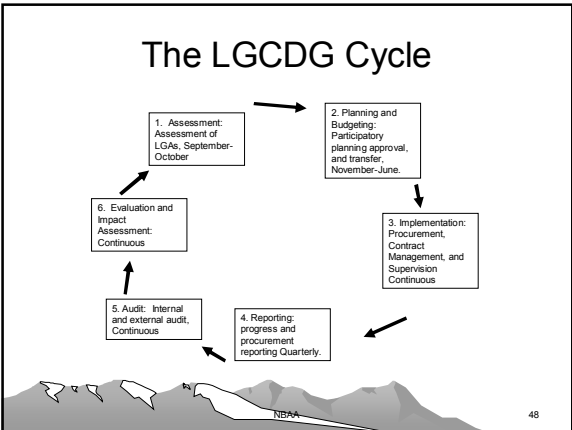 The LGCDG Cycle
1. Assessment:
Assessment of
LGAs, September-
October
2. Planning and
Budgeting:
Participatory
planning approval,
and transfer,
November-June.
3. Implementation:
Procurement,
Contract
Management, and
Supervision
Continuous
4. Reporting:
progress and
procurement
reporting Quarterly.
5. Audit: Internal
and external audit,
Continuous
6. Evaluation and
Impact
Assessment:
Continuous
NBAA
48